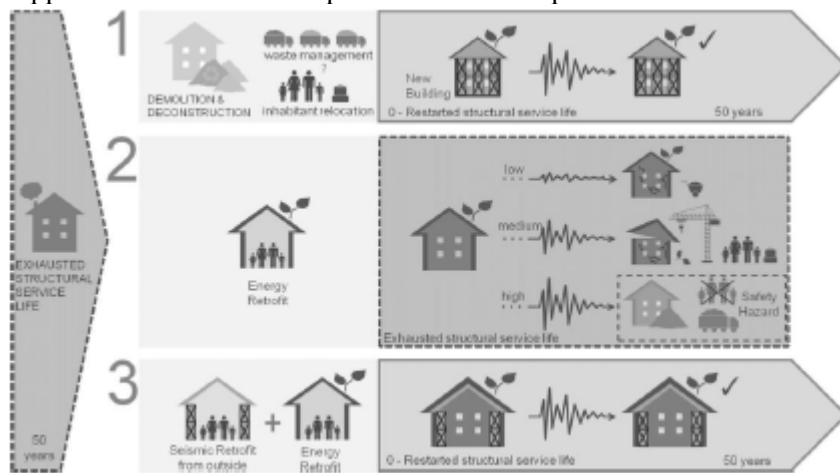 EXHAUSTED
STRUCTURAL
SERVICE
LIFE
50
years
1
waste management
?
DEMOLITION &
DECONSTRUCTION
inhabitant relocation
New
Building
0 - Restarted structural service life
50 years
2
Energy
Retrofit
low
medium
high
Safety
Hazard
Exhausted structural service life
3
Seismic Retrofit
from outside
+
Energy
Retrofit
0 - Restarted structural service life
50 years